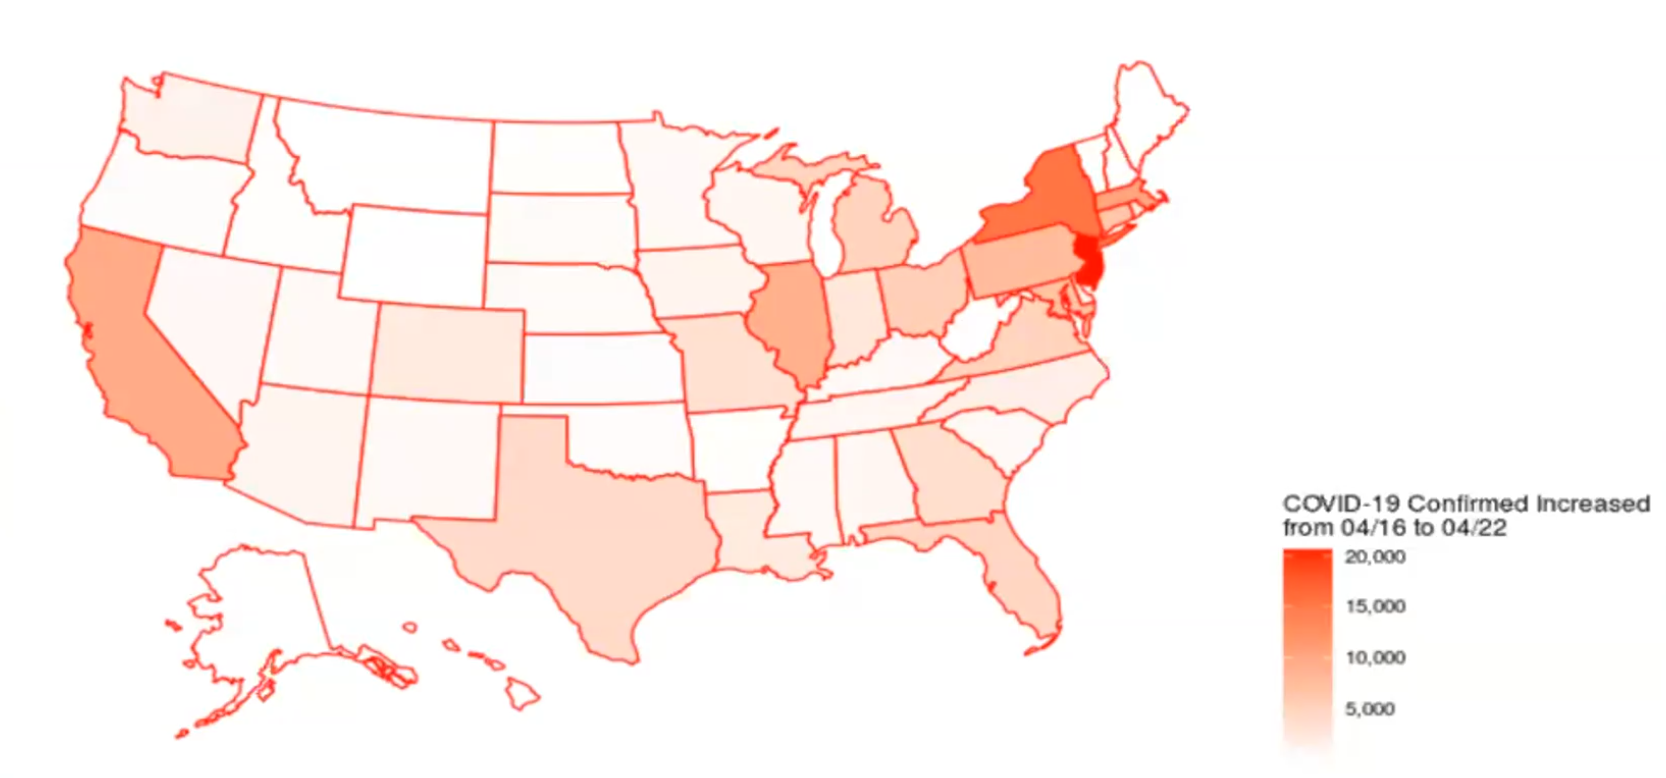 COVID-19 Confirmed Increased
from 04/16 to 04/22
20,000
15,000
10,000
5,000